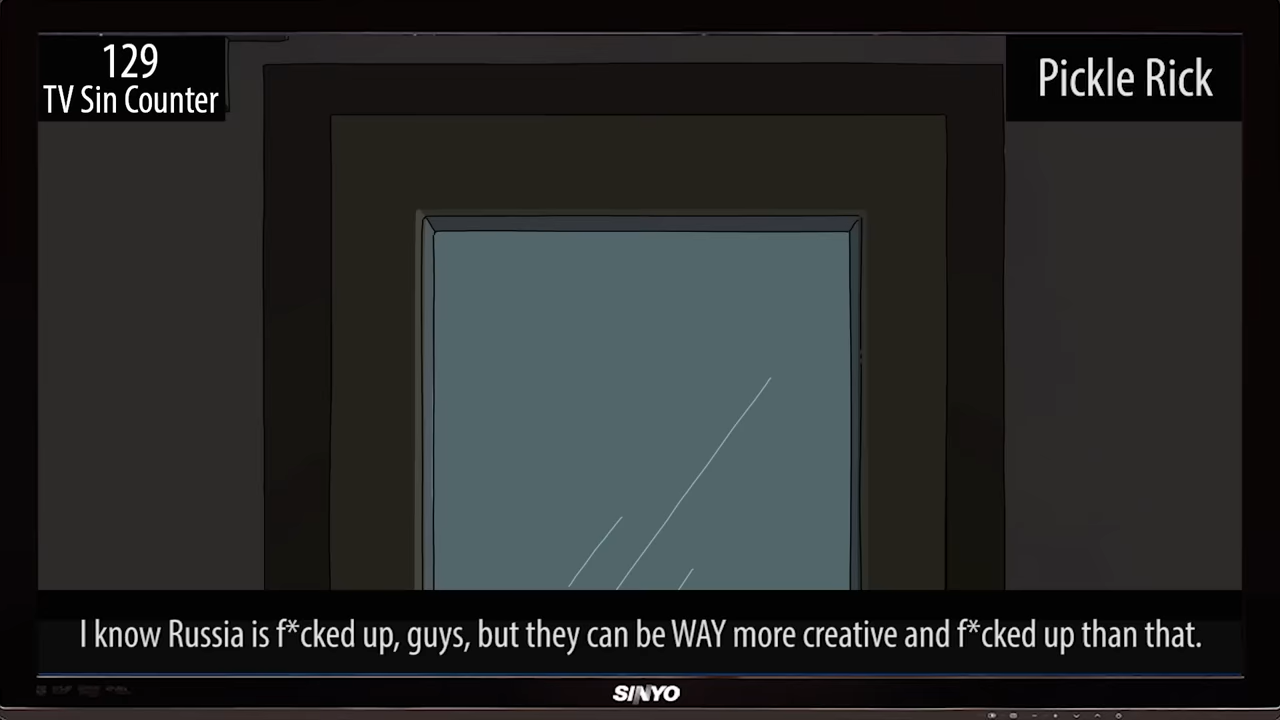 129
TV Sin Counter
Pickle Rick
I know Russia is f*cked up, guys, but they can be WAY more creative and f*cked up than that.
SINYO